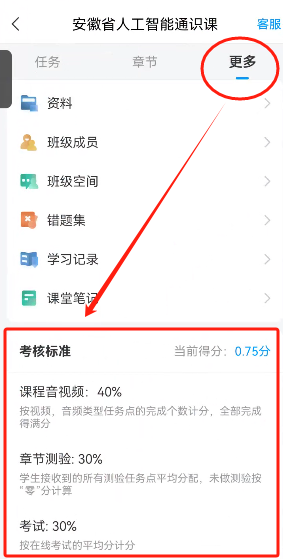 安徽省人工智能通识课
客服
任务
章节
更多
资料
班级成员
班级空间
错题集
学习记录
课堂笔记
考核标准
当前得分：0.75分
课程音视频：40%
按视频，音频类型任务点的完成个数计分，全部完成
得满分
章节测验: 30%
学生接收到的所有测验任务点平均分配，未做测验按
“零”分计算
考试: 30%
按在线考试的平均分计分